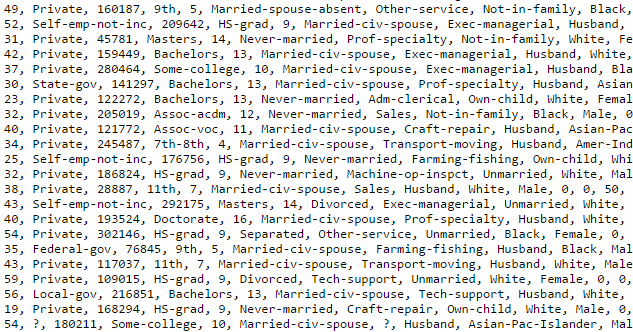 49, Private, 160187, 9th, 5, Married-spouse-absent, Other-service, Not-in-family, Black,
52, Self-emp-not-inc, 209642, HS-grad, 9, Married-civ-spouse, Exec-managerial, Husband,
31, Private, 45781, Masters, 14, Never-married, Prof-specialty, Not-in-family, White, Fe
42, Private, 159449, Bachelors, 13, Married-civ-spouse, Exec-managerial, Husband, White,
37, Private, 280464, Some-college, 10, Married-civ-spouse, Exec-managerial, Husband, Bla
30, State-gov, 141297, Bachelors, 13, Married-civ-spouse, Prof-specialty, Husband, Asian
23, Private, 122272, Bachelors, 13, Never-married, Adm-clerical, Own-child, White, Femal
32, Private, 205019, Assoc-acdm, 12, Never-married, Sales, Not-in-family, Black, Male, 0
40, Private, 121772, Assoc-voc, 11, Married-civ-spouse, Craft-repair, Husband, Asian-Pac
34, Private, 245487, 7th-8th, 4, Married-civ-spouse, Transport-moving, Husband, Amer-Ind
25, Self-emp-not-inc, 176756, HS-grad, 9, Never-married, Farming-fishing, Own-child, Whi
32, Private, 186824, HS-grad, 9, Never-married, Machine-op-inspct, Unmarried, White, Mal
38, Private, 28887, 11th, 7, Married-civ-spouse, Sales, Husband, White, Male, 0, 0, 50,
43, Self-emp-not-inc, 292175, Masters, 14, Divorced, Exec-managerial, Unmarried, White,
40, Private, 193524, Doctorate, 16, Married-civ-spouse, Prof-specialty, Husband, White,
54, Private, 302146, HS-grad, 9, Separated, Other-service, Unmarried, Black, Female, 0,
35, Federal-gov, 76845, 9th, 5, Married-civ-spouse, Farming-fishing, Husband, Black, Mal
43, Private, 117037, 11th, 7, Married-civ-spouse, Transport-moving, Husband, White, Male
59, Private, 109015, HS-grad, 9, Divorced, Tech-support, Unmarried, White, Female, 0, 0,
56, Local-gov, 216851, Bachelors, 13, Married-civ-spouse, Tech-support, Husband, White,
19, Private, 168294, HS-grad, 9, Never-married, Craft-repair, Own-child, White, Male, 0,
54, ?, 180211, Some-college, 10, Married-civ-spouse, ?, Husband, Asian-Pac-Islander, Mal